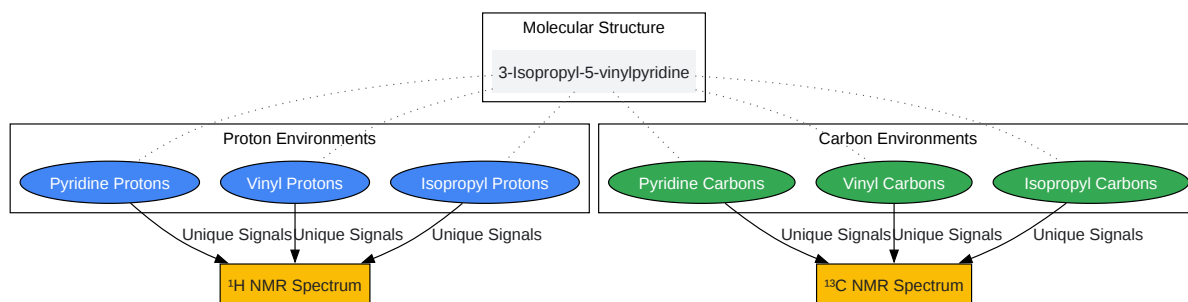 Molecular Structure
3-Isopropyl-5-vinylpyridine
Proton Environments
Carbon Environments
Pyridine Protons
Vinyl Protons
Isopropyl Protons
Pyridine Carbons
Vinyl Carbons
Isopropyl Carbons
Unique Signals
Unique Signals
Unique Signals
Unique Signals
Unique Signals
Unique Signals
¹H NMR Spectrum
¹³C NMR Spectrum